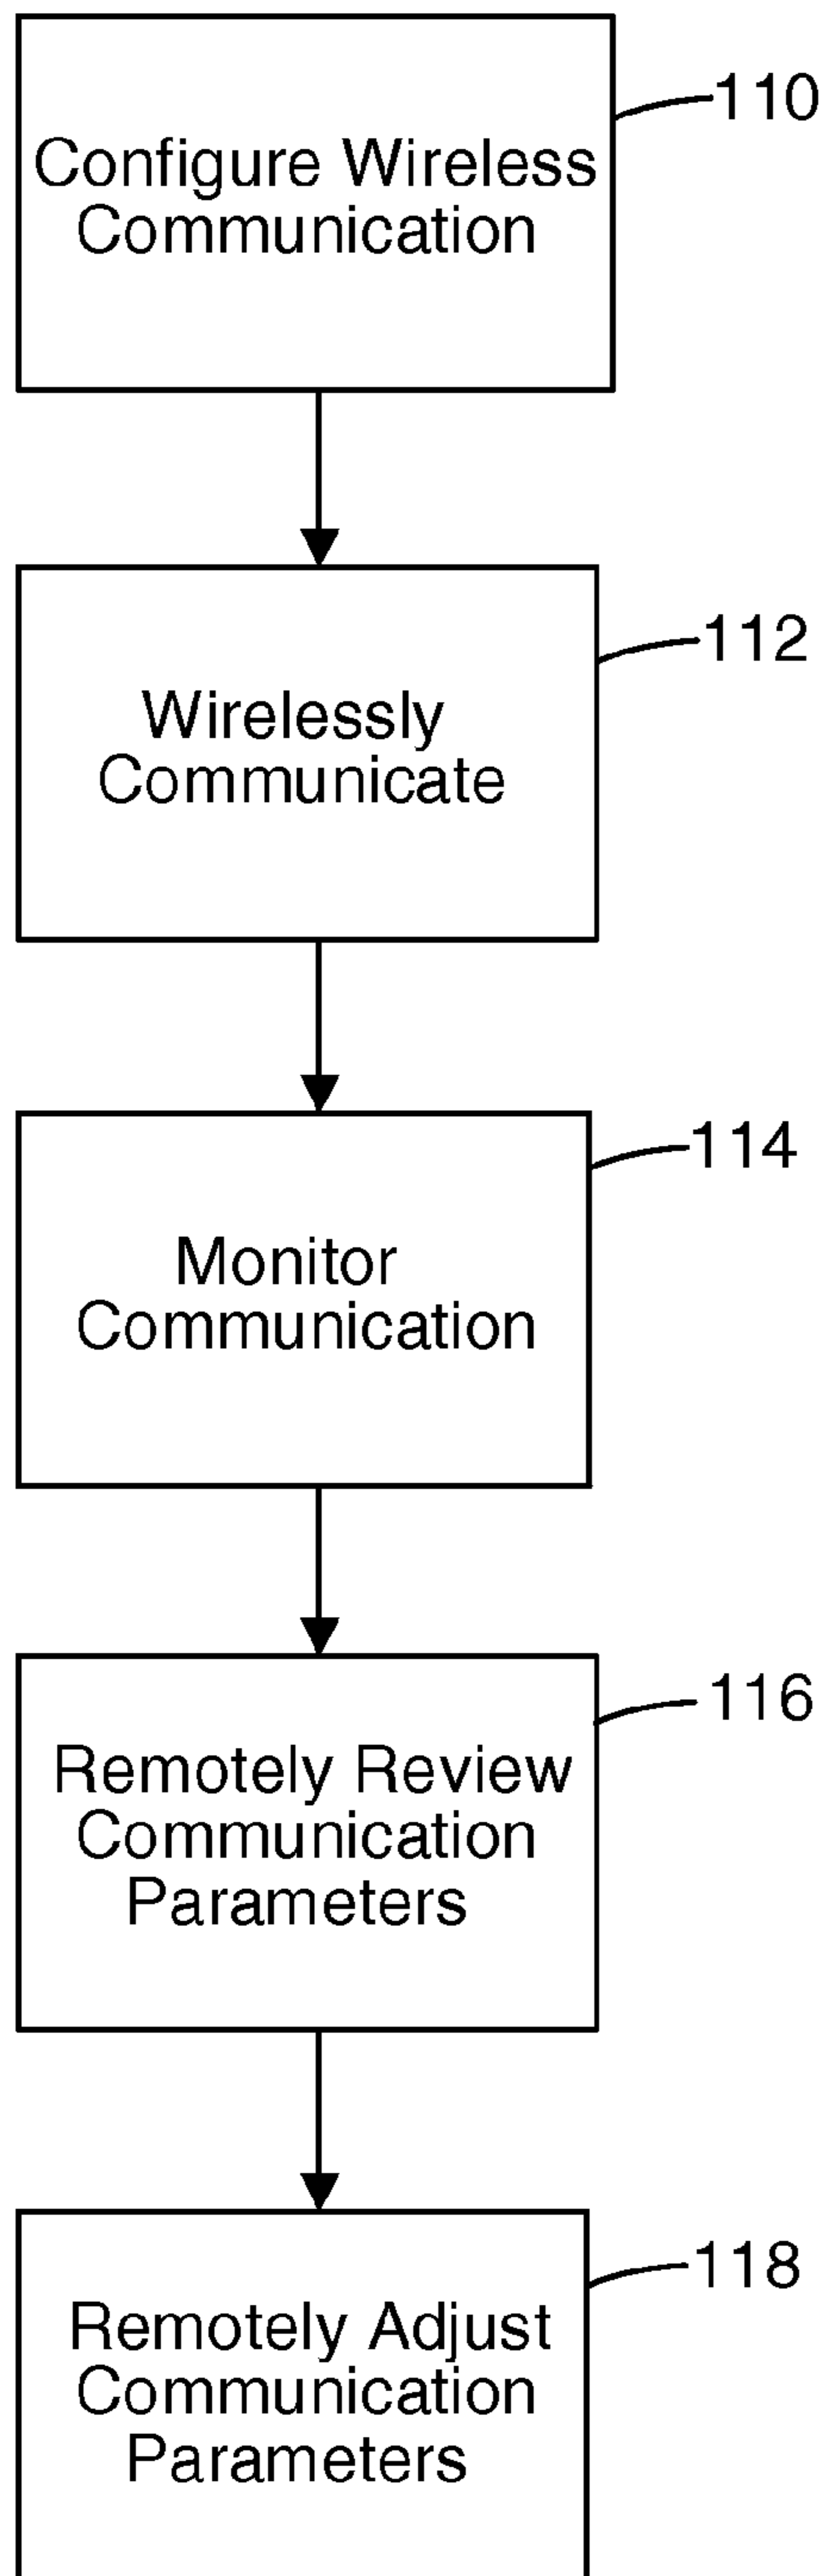 110
Configure Wireless
Communication
112
Wirelessly
Communicate
114
Monitor
Communication
116
Remotely Review
Communication
Parameters
118
Remotely Adjust
Communication
Parameters